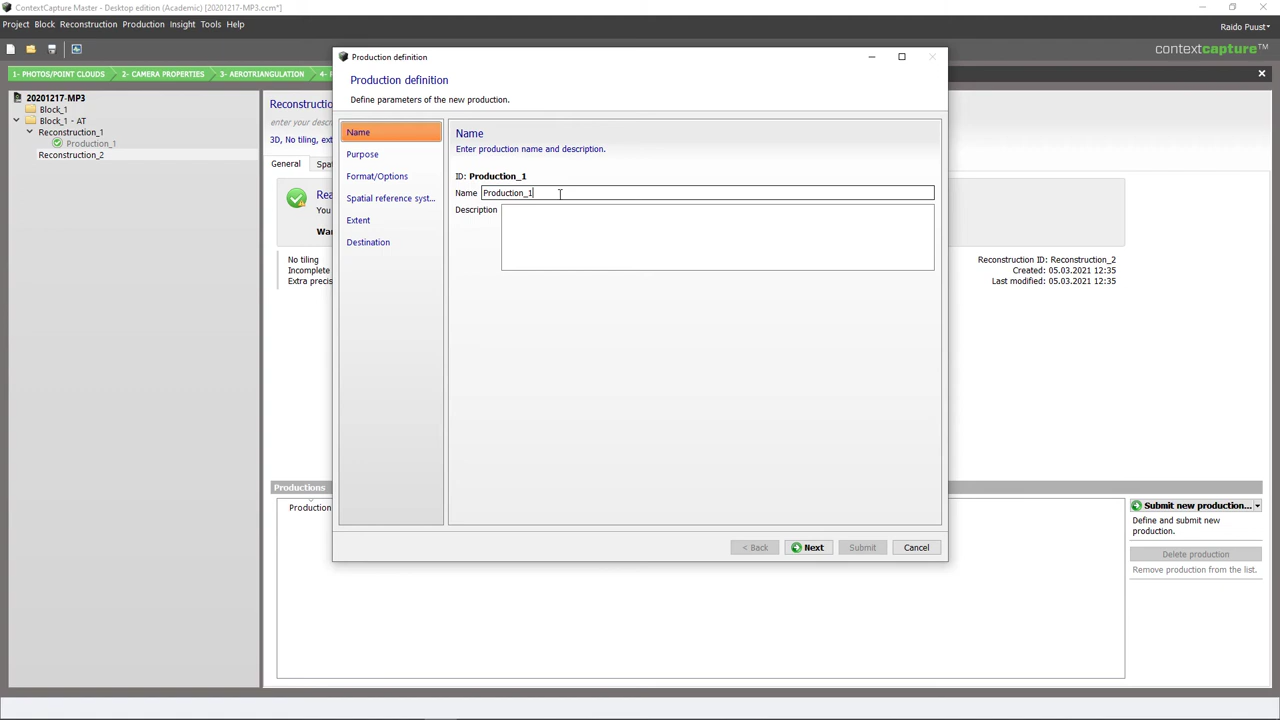 ContextCapture Master - Desktop edition (Academic) [20201217-MP3.ccm*]
Project Block Reconstruction Production Insight Tools Help
Raido Puust
contextcapture™
1- PHOTOS/POINT CLOUDS 2- CAMERA PROPERTIES 3- AEROTRIANGULATION 4-
20201217-MP3
Block_1
Block_1 - AT
Reconstruction_1
Production_1
Reconstruction_2
Reconstructio
enter your descr
3D, No tiling, ext
General Spa
Rea
You
Wa
No tiling
Incomplete
Extra precis
Reconstruction ID: Reconstruction_2
Created: 05.03.2021 12:35
Last modified: 05.03.2021 12:35
Productions
Production
Submit new production...
Define and submit new
production.
Delete production
Remove production from the list.
Production definition
Production definition
Define parameters of the new production.
Name
Purpose
Format/Options
Spatial reference syst...
Extent
Destination
Name
Enter production name and description.
ID: Production_1
Name Production_1
Description
< Back Next Submit Cancel